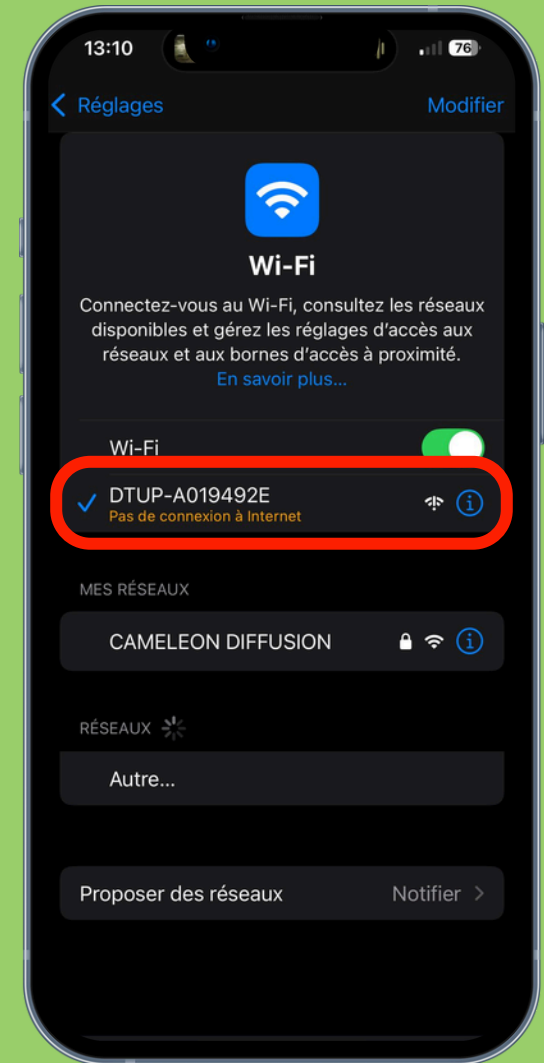 13:10
76
Réglages
Modifier
Wi-Fi
Connectez-vous au Wi-Fi, consultez les réseaux
disponibles et gérez les réglages d'accès aux
réseaux et aux bornes d'accès à proximité.
En savoir plus...
Wi-Fi
DTUP-A019492E
Pas de connexion à Internet
MES RÉSEAUX
CAMELEON DIFFUSION
RÉSEAUX
Autre...
Proposer des réseaux
Notifier